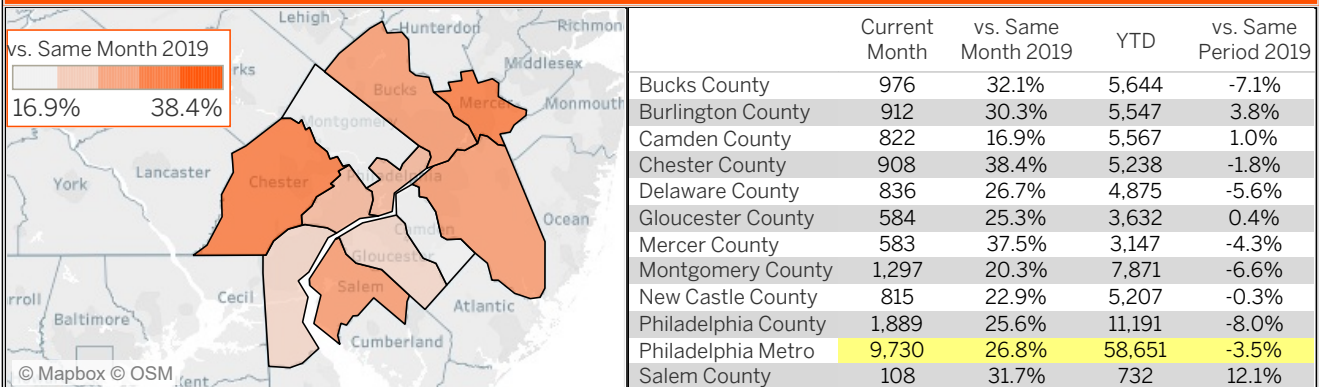 Lehigh
Hunterdon
Richmon
vs. Same Month 2019
16.9% 38.4%
rks
Middlesex
Bucks
Mercer
Monmouth
Montgomery
Lancaster
York
Chester
Philadelphia
Ocean
Camden
Gloucester
Salem
Cecil
Atlantic
rroll
Baltimore
Cumberland
© Mapbox © OSM
Kent
Current Month vs. Same Month 2019 YTD vs. Same Period 2019
Bucks County 976 32.1% 5,644 -7.1%
Burlington County 912 30.3% 5,547 3.8%
Camden County 822 16.9% 5,567 1.0%
Chester County 908 38.4% 5,238 -1.8%
Delaware County 836 26.7% 4,875 -5.6%
Gloucester County 584 25.3% 3,632 0.4%
Mercer County 583 37.5% 3,147 -4.3%
Montgomery County 1,297 20.3% 7,871 -6.6%
New Castle County 815 22.9% 5,207 -0.3%
Philadelphia County 1,889 25.6% 11,191 -8.0%
Philadelphia Metro 9,730 26.8% 58,651 -3.5%
Salem County 108 31.7% 732 12.1%